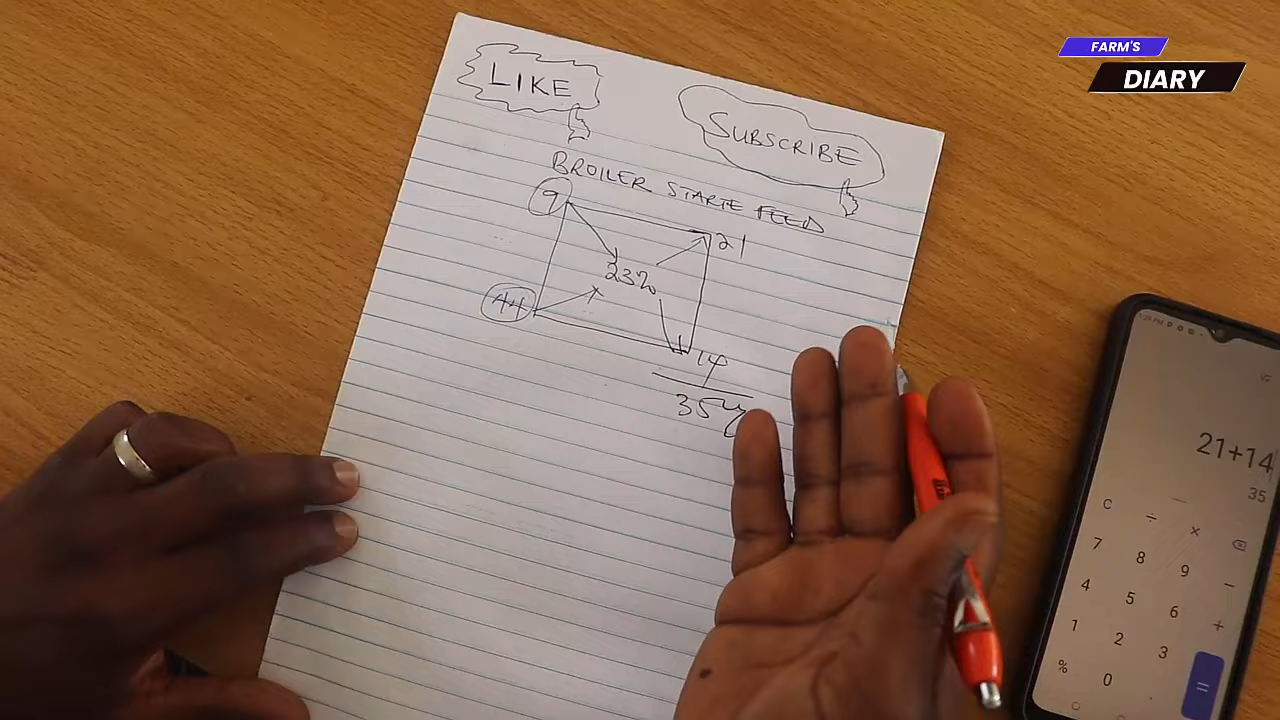 FARM'S
DIARY
LIKE
SUBSCRIBE
BROILER STARTE FEED
9
21
23%
44
14
35
21+14
35
C ÷ ×
7 8 9 −
4 5 6 +
1 2 3
% 0 . =